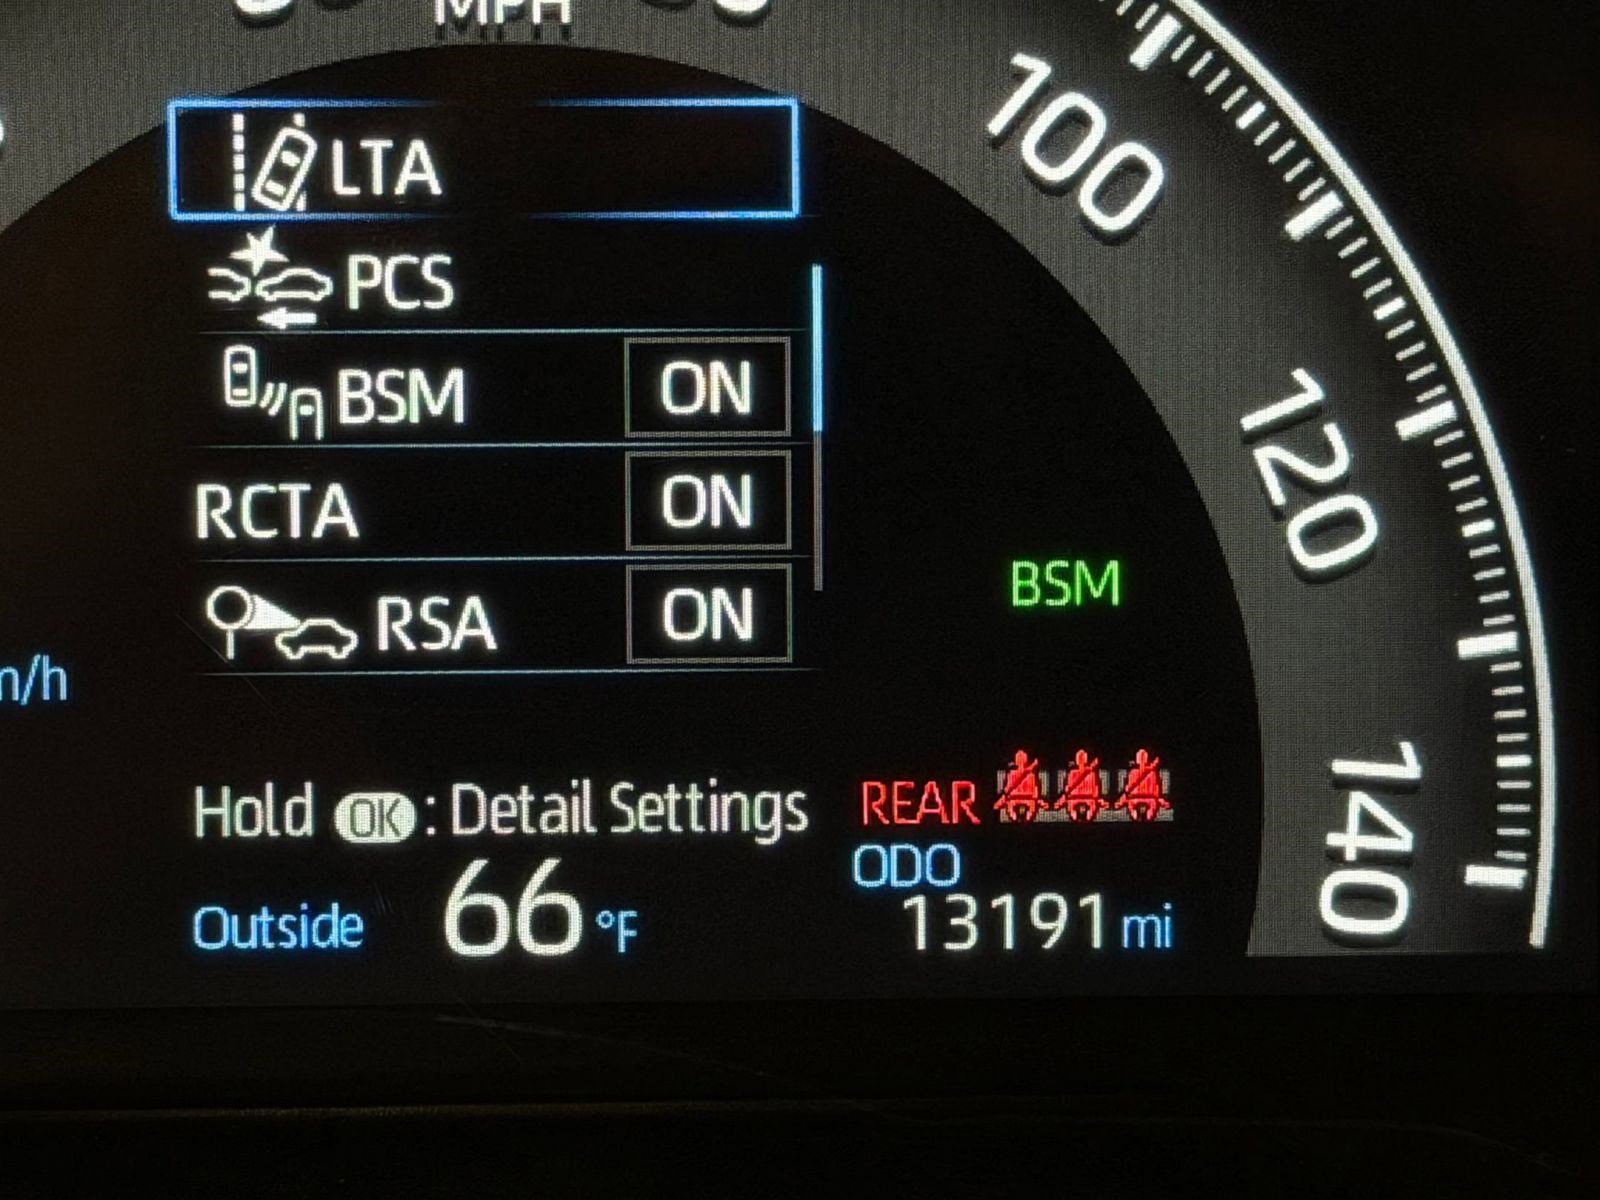 MPH
LTA
PCS
BSM ON
RCTA ON
RSA ON
BSM
Hold OK : Detail Settings
REAR
ODO
Outside 66 °F
13191 mi
100
120
140